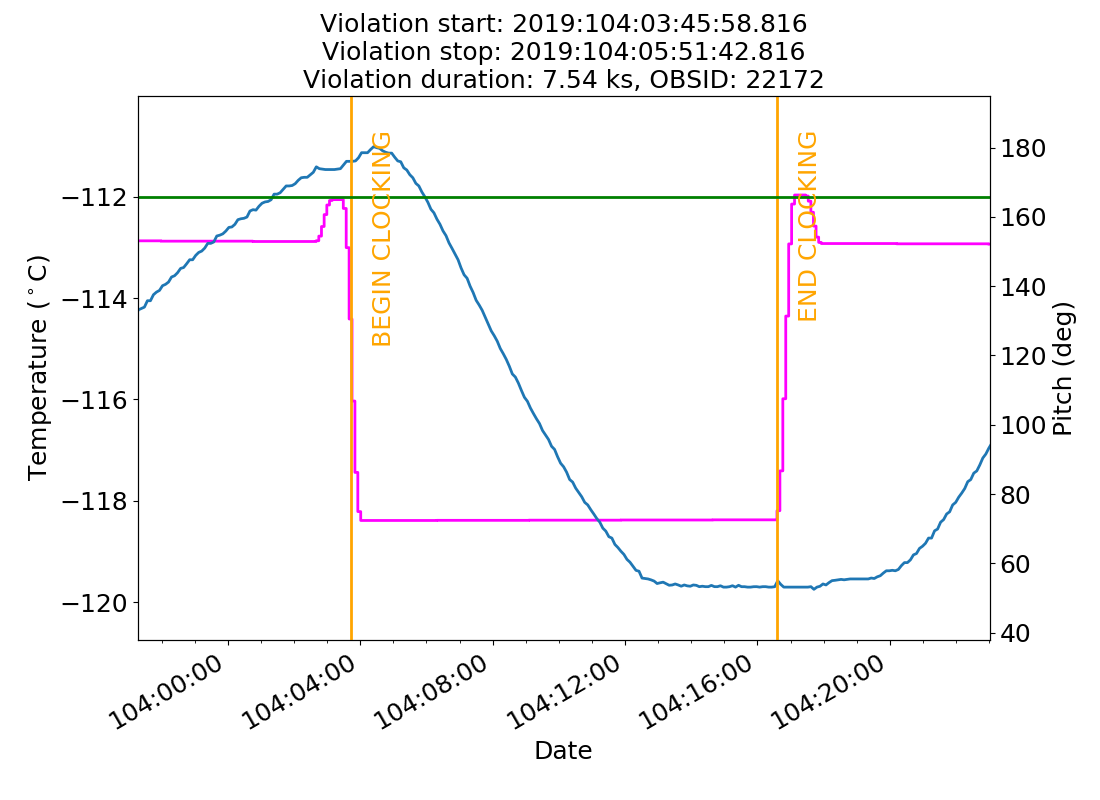 Violation start: 2019:104:03:45:58.816
Violation stop: 2019:104:05:51:42.816
Violation duration: 7.54 ks, OBSID: 22172
BEGIN CLOCKING
END CLOCKING
Temperature (°C)
−112
−114
−116
−118
−120
180
160
140
120
100
80
60
40
Pitch (deg)
104:00:00
104:04:00
104:08:00
104:12:00
104:16:00
104:20:00
Date